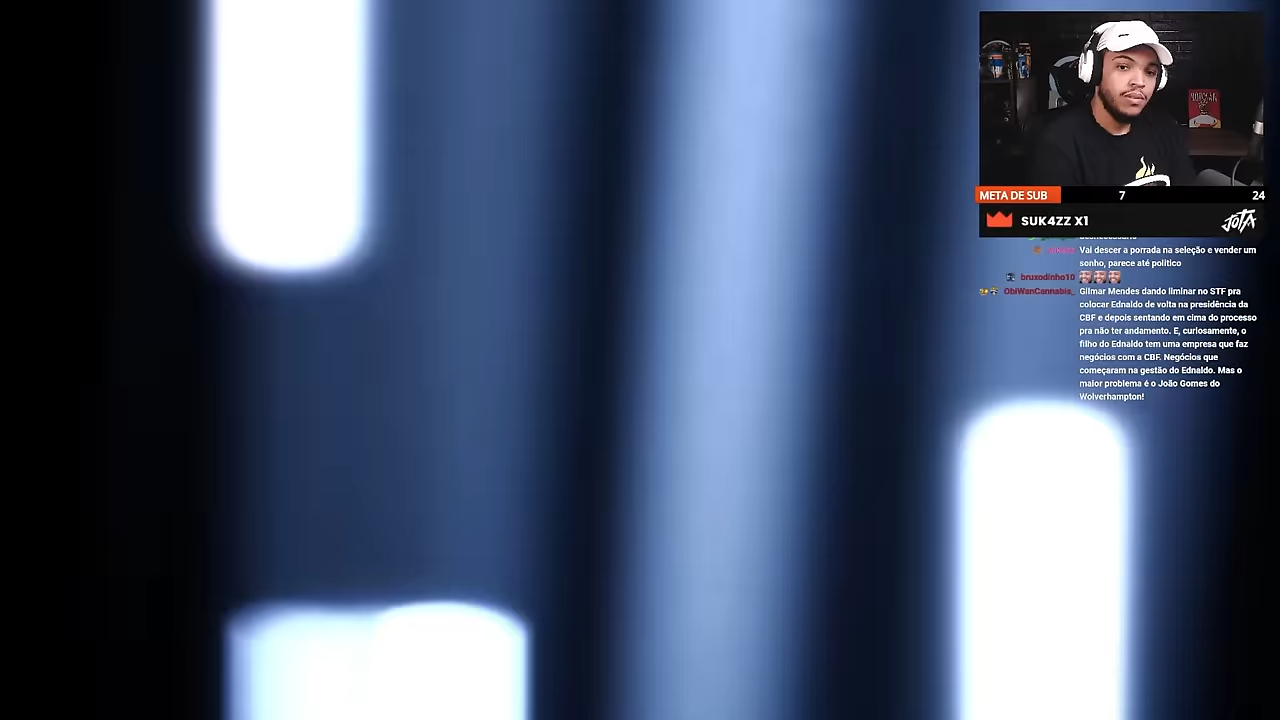 META DE SUB 7 24
SUK4ZZ X1
JOTA
Vai descer a porrada na seleção e vender um
sonho, parece até político
bruxodinho10
ObiWanCannabis_ Gilmar Mendes dando liminar no STF pra
colocar Ednaldo de volta na presidência da
CBF e depois sentando em cima do processo
pra não ter andamento. E, curiosamente, o
filho do Ednaldo tem uma empresa que faz
negócios com a CBF. Negócios que
começaram na gestão do Ednaldo. Mas o
maior problema é o João Gomes do
Wolverhampton!